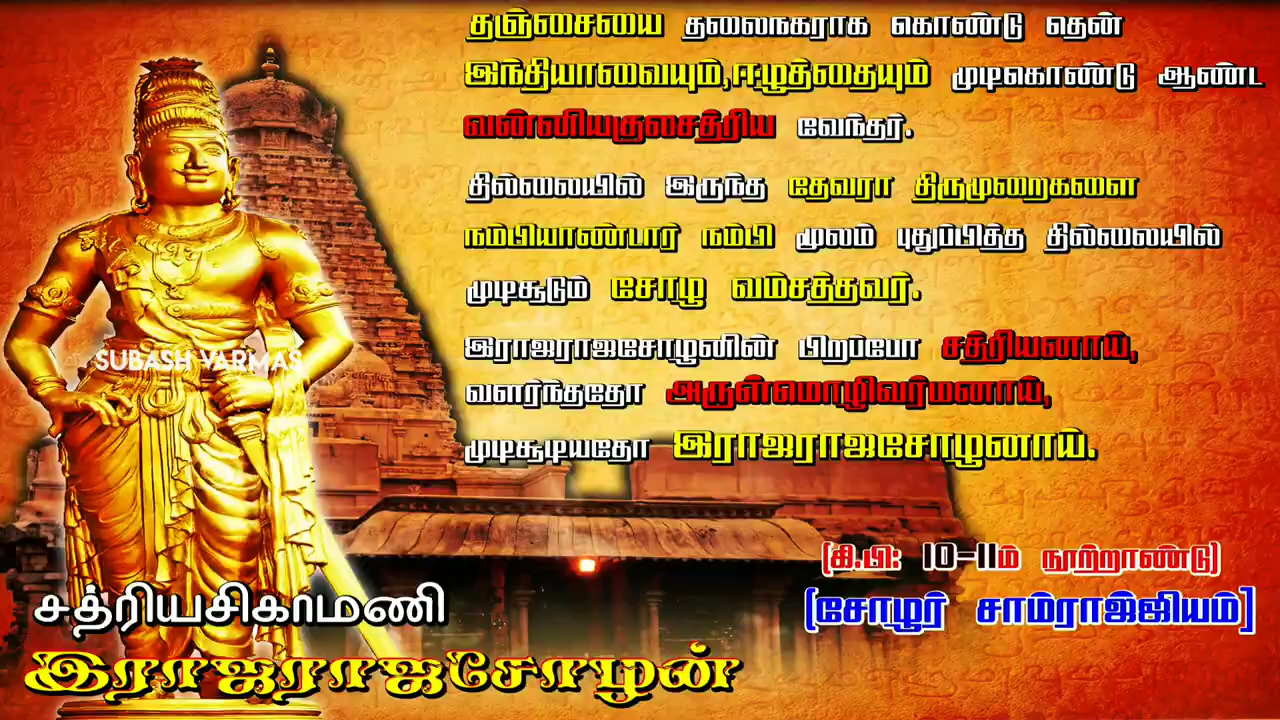 தஞ்சையை தலைநகராக கொண்டு தென்
இந்தியாவையும்,ஈழத்தையும் முடிகொண்டு ஆண்ட
வன்னியகுலசத்ரிய வேந்தர்.
தில்லையில் இருந்த தேவரா திருமுறைகளை
நம்பியாண்டார் நம்பி மூலம் புதுப்பித்த தில்லையில்
முடிசூடும் சோழ வம்சத்தவர்.
இராஜராஜசோழனின் பிறப்போ சத்ரியனாய்,
வளர்ந்ததோ அருள்மொழிவர்மனாய்,
முடிசூடியதோ இராஜராஜசோழனாய்.
SUBASH VARMAS
(கி.பி: 10-11ம் நூற்றாண்டு)
[சோழர் சாம்ராஜ்ஜியம்]
சத்ரியசிகாமணி
இராஜராஜசோழன்